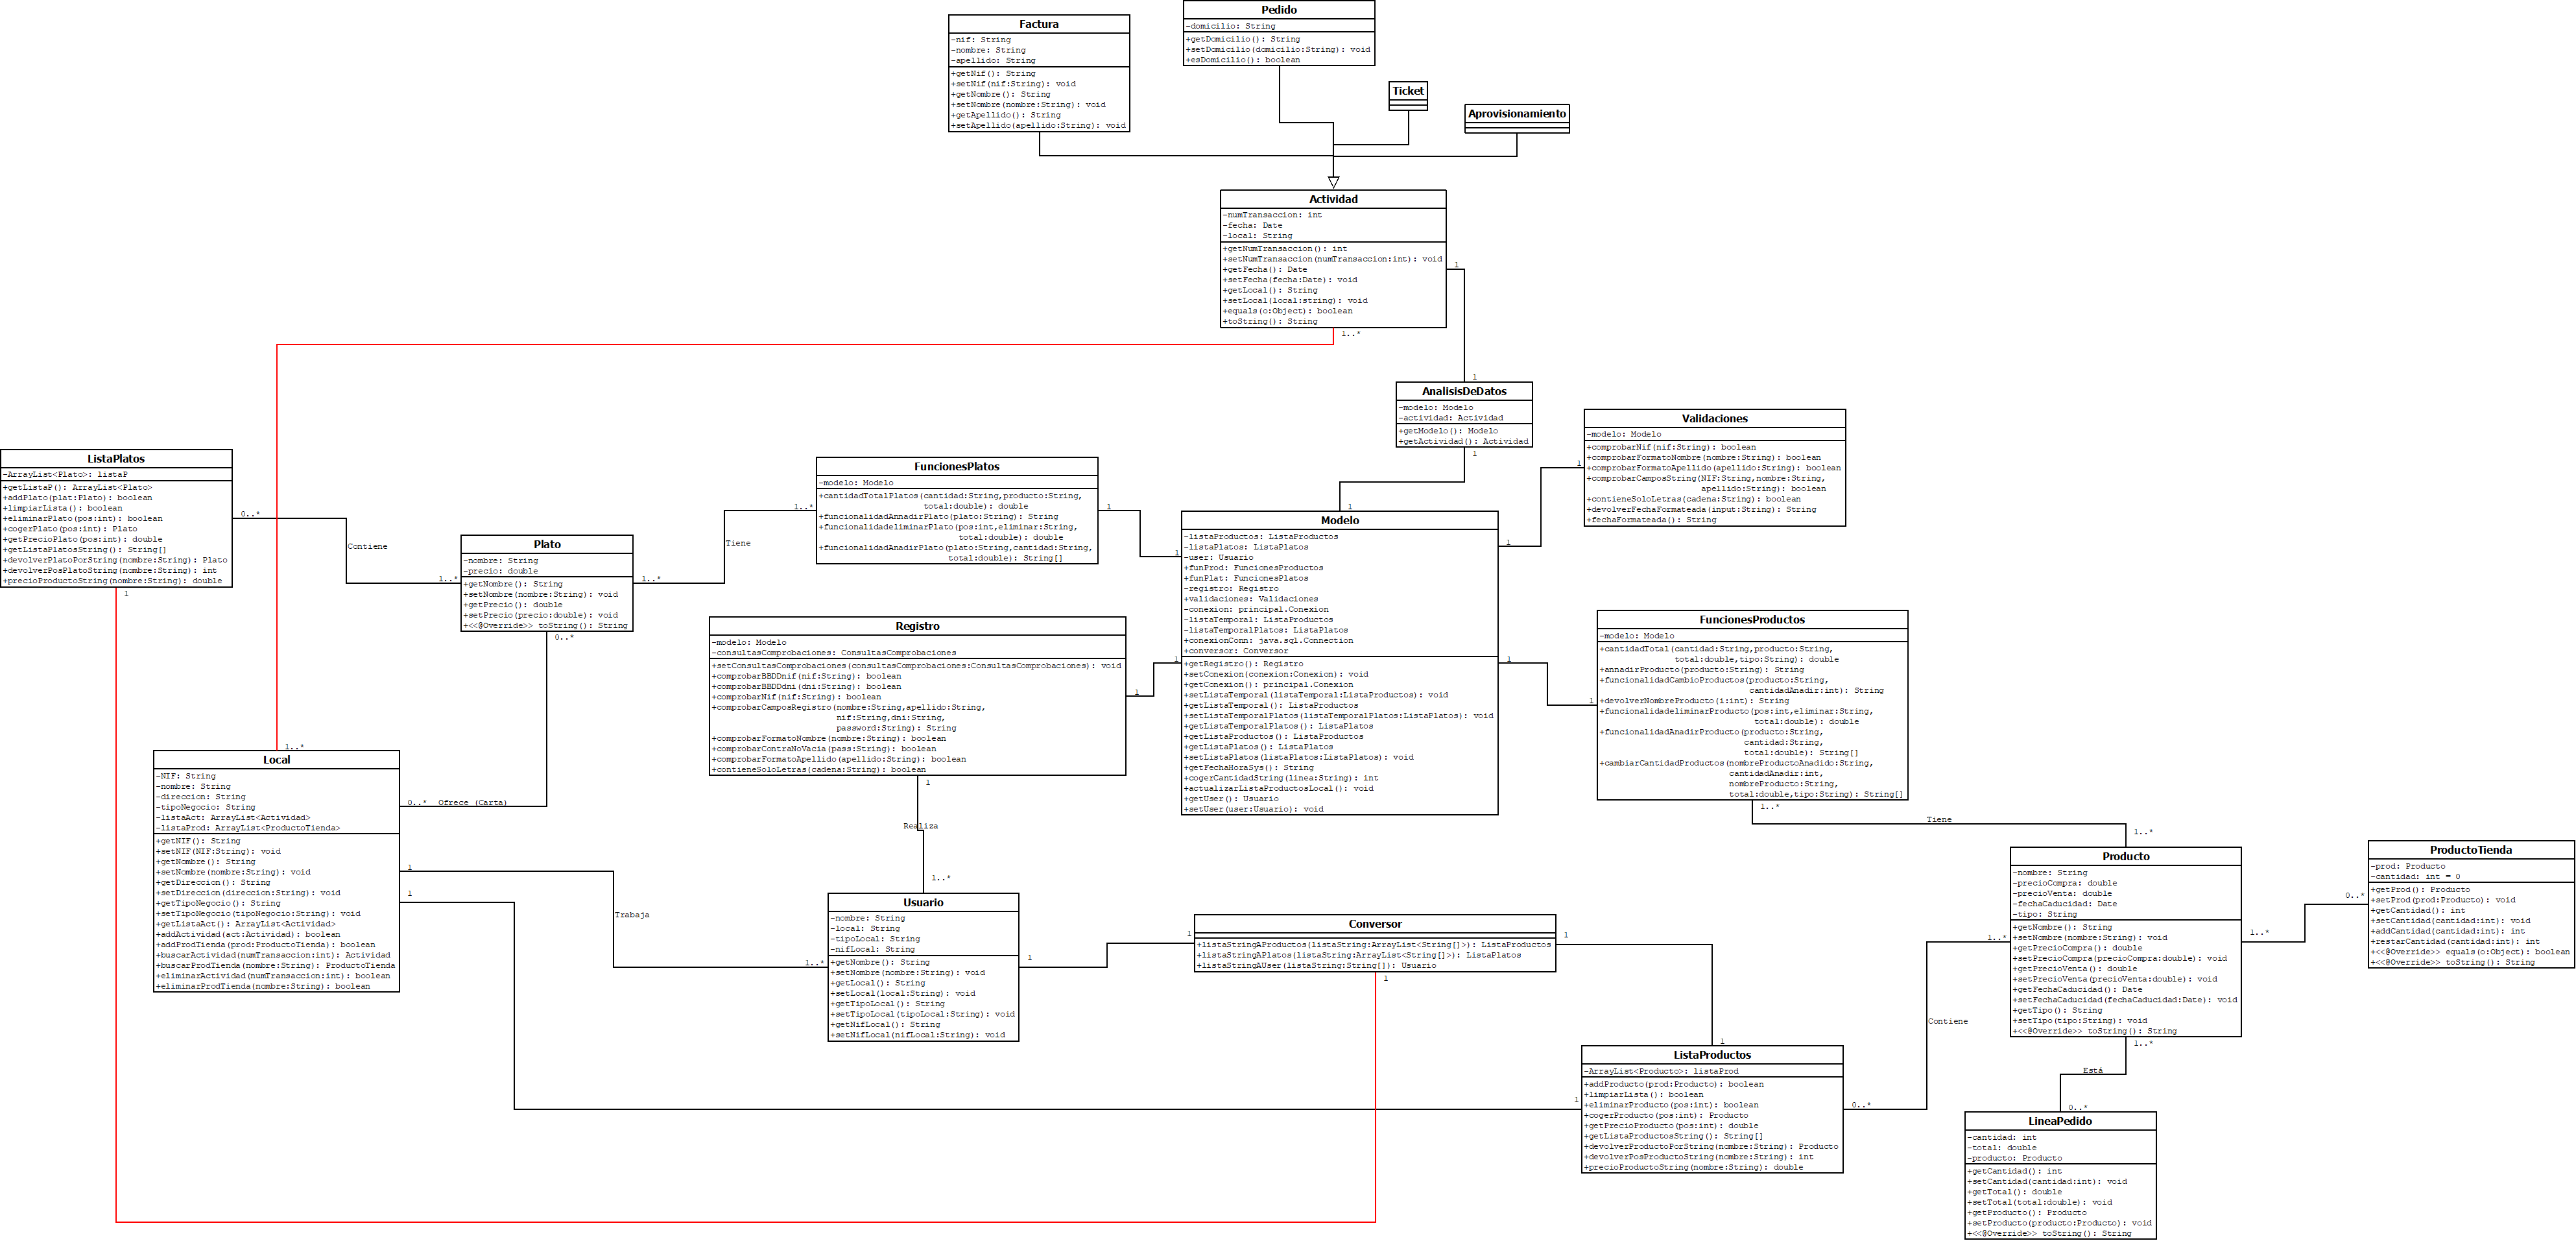 Factura
-nif: String
-nombre: String
-apellido: String
+getNif(): String
+setNif(nif:String): void
+getNombre(): String
+setNombre(nombre:String): void
+getApellido(): String
+setApellido(apellido:String): void
Pedido
-domicilio: String
+getDomicilio(): String
+setDomicilio(domicilio:String): void
+esDomicilio(): boolean
Ticket
Aprovisionamiento
Actividad
-numTransaccion: int
-fecha: Date
-local: String
+getNumTransaccion(): int
+setNumTransaccion(numTransaccion:int): void
+getFecha(): Date
+setFecha(fecha:Date): void
+getLocal(): String
+setLocal(local:string): void
+equals(o:Object): boolean
+toString(): String
1
1..*
1
AnalisisDeDatos
-modelo: Modelo
-actividad: Actividad
+getModelo(): Modelo
+getActividad(): Actividad
1
1
Validaciones
-modelo: Modelo
+comprobarNif(nif:String): boolean
+comprobarFormatoNombre(nombre:String): boolean
+comprobarFormatoApellido(apellido:String): boolean
+comprobarCamposString(NIF:String,nombre:String,
apellido:String): boolean
+contieneSoloLetras(cadena:String): boolean
+devolverFechaFormateada(input:String): String
+fechaFormateada(): String
1
1
ListaPlatos
-ArrayList<Plato>: listaP
+getListaP(): ArrayList<Plato>
+addPlato(plat:Plato): boolean
+limpiarLista(): boolean
+eliminarPlato(pos:int): boolean
+cogerPlato(pos:int): Plato
+getPrecioPlato(pos:int): double
+getListaPlatosString(): String[]
+devolverPlatoPorString(nombre:String): Plato
+devolverPosPlatoString(nombre:String): int
+precioProductoString(nombre:String): double
0..*
Contiene
1..*
1
Plato
-nombre: String
-precio: double
+getNombre(): String
+setNombre(nombre:String): void
+getPrecio(): double
+setPrecio(precio:double): void
+<<@Override>> toString(): String
1..*
Tiene
1..*
0..*
FuncionesPlatos
-modelo: Modelo
+cantidadTotalPlatos(cantidad:String,producto:String,
total:double): double
+funcionalidadAnnadirPlato(plato:String): String
+funcionalidadeliminarPlato(pos:int,eliminar:String,
total:double): double
+funcionalidadAnadirPlato(plato:String,cantidad:String,
total:double): String[]
1
1
Modelo
-listaProductos: ListaProductos
-listaPlatos: ListaPlatos
-user: Usuario
+funProd: FuncionesProductos
+funPlat: FuncionesPlatos
-registro: Registro
+validaciones: Validaciones
-conexion: principal.Conexion
-listaTemporal: ListaProductos
-listaTemporalPlatos: ListaPlatos
+conexionConn: java.sql.Connection
+conversor: Conversor
+getRegistro(): Registro
+setConexion(conexion:Conexion): void
+getConexion(): principal.Conexion
+setListaTemporal(listaTemporal:ListaProductos): void
+getListaTemporal(): ListaProductos
+setListaTemporalPlatos(listaTemporalPlatos:ListaPlatos): void
+getListaTemporalPlatos(): ListaPlatos
+getListaProductos(): ListaProductos
+getListaPlatos(): ListaPlatos
+setListaPlatos(listaPlatos:ListaPlatos): void
+getFechaHoraSys(): String
+cogerCantidadString(linea:String): int
+actualizarListaProductosLocal(): void
+getUser(): Usuario
+setUser(user:Usuario): void
Registro
-modelo: Modelo
-consultasComprobaciones: ConsultasComprobaciones
+setConsultasComprobaciones(consultasComprobaciones:ConsultasComprobaciones): void
+comprobarBBDDnif(nif:String): boolean
+comprobarBBDDdni(dni:String): boolean
+comprobarNif(nif:String): boolean
+comprobarCamposRegistro(nombre:String,apellido:String,
nif:String,dni:String,
password:String): String
+comprobarFormatoNombre(nombre:String): boolean
+comprobarContraNoVacia(pass:String): boolean
+comprobarFormatoApellido(apellido:String): boolean
+contieneSoloLetras(cadena:String): boolean
1
1
1
Realiza
1..*
FuncionesProductos
-modelo: Modelo
+cantidadTotal(cantidad:String,producto:String,
total:double,tipo:String): double
+annadirProducto(producto:String): String
+funcionalidadCambioProductos(producto:String,
cantidadAnadir:int): String
+devolverNombreProducto(i:int): String
+funcionalidadeliminarProducto(pos:int,eliminar:String,
total:double): double
+funcionalidadAnadirProducto(producto:String,
cantidad:String,
total:double): String[]
+cambiarCantidadProductos(nombreProductoAnadido:String,
cantidadAnadir:int,
nombreProducto:String,
total:double,tipo:String): String[]
1
1
1..*
Tiene
1..*
Local
-NIF: String
-nombre: String
-direccion: String
-tipoNegocio: String
-listaAct: ArrayList<Actividad>
-listaProd: ArrayList<ProductoTienda>
+getNIF(): String
+setNIF(NIF:String): void
+getNombre(): String
+setNombre(nombre:String): void
+getDireccion(): String
+setDireccion(direccion:String): void
+getTipoNegocio(): String
+setTipoNegocio(tipoNegocio:String): void
+getListaAct(): ArrayList<Actividad>
+addActividad(act:Actividad): boolean
+addProdTienda(prod:ProductoTienda): boolean
+buscarActividad(numTransaccion:int): Actividad
+buscarProdTienda(nombre:String): ProductoTienda
+eliminarActividad(numTransaccion:int): boolean
+eliminarProdTienda(nombre:String): boolean
1..*
0..* Ofrece (Carta)
1
1
Trabaja
1..*
Usuario
-nombre: String
-local: String
-tipoLocal: String
-nifLocal: String
+getNombre(): String
+setNombre(nombre:String): void
+getLocal(): String
+setLocal(local:String): void
+getTipoLocal(): String
+setTipoLocal(tipoLocal:String): void
+getNifLocal(): String
+setNifLocal(nifLocal:String): void
1
1
Conversor
+listaStringAProductos(listaString:ArrayList<String[]>): ListaProductos
+listaStringAPlatos(listaString:ArrayList<String[]>): ListaPlatos
+listaStringAUser(listaString:String[]): Usuario
1
1
1
1
ListaProductos
-ArrayList<Producto>: listaProd
+addProducto(prod:Producto): boolean
+limpiarLista(): boolean
+eliminarProducto(pos:int): boolean
+cogerProducto(pos:int): Producto
+getPrecioProducto(pos:int): double
+getListaProductosString(): String[]
+devolverProductoPorString(nombre:String): Producto
+devolverPosProductoString(nombre:String): int
+precioProductoString(nombre:String): double
0..*
Contiene
1..*
Producto
-nombre: String
-precioCompra: double
-precioVenta: double
-fechaCaducidad: Date
-tipo: String
+getNombre(): String
+setNombre(nombre:String): void
+getPrecioCompra(): double
+setPrecioCompra(precioCompra:double): void
+getPrecioVenta(): double
+setPrecioVenta(precioVenta:double): void
+getFechaCaducidad(): Date
+setFechaCaducidad(fechaCaducidad:Date): void
+getTipo(): String
+setTipo(tipo:String): void
+<<@Override>> toString(): String
1..*
0..*
1..*
Está
0..*
ProductoTienda
-prod: Producto
-cantidad: int = 0
+getProd(): Producto
+setProd(prod:Producto): void
+getCantidad(): int
+setCantidad(cantidad:int): void
+addCantidad(cantidad:int): int
+restarCantidad(cantidad:int): int
+<<@Override>> equals(o:Object): boolean
+<<@Override>> toString(): String
LineaPedido
-cantidad: int
-total: double
-producto: Producto
+getCantidad(): int
+setCantidad(cantidad:int): void
+getTotal(): double
+setTotal(total:double): void
+getProducto(): Producto
+setProducto(producto:Producto): void
+<<@Override>> toString(): String